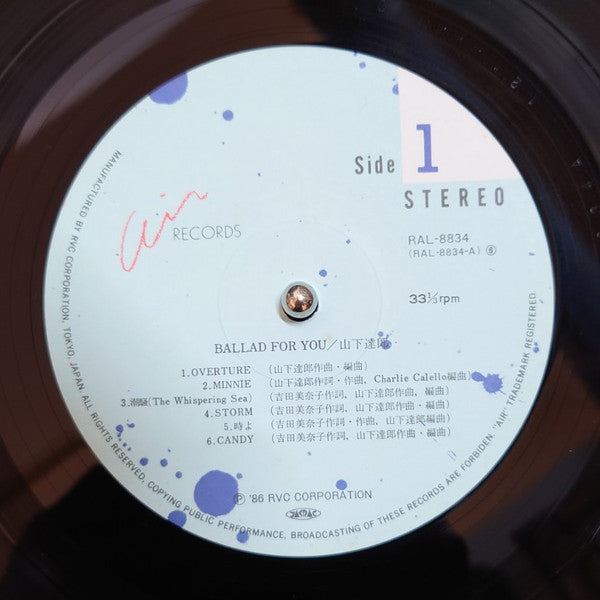 Side 1
STEREO
Air RECORDS
RAL-8834
(RAL-8834-A) ⑥
33⅓rpm
BALLAD FOR YOU／山下達郎
1.OVERTURE (山下達郎作曲・編曲)
2.MINNIE (山下達郎作詞・作曲, Charlie Calello編曲)
3.潮騒(The Whispering Sea) (吉田美奈子作詞, 山下達郎作曲, 編曲)
4.STORM (吉田美奈子作詞, 山下達郎作曲・編曲)
5.時よ (吉田美奈子作詞・作曲, 山下達郎編曲)
6.CANDY (吉田美奈子作詞, 山下達郎作曲・編曲)
Ⓟ '86 RVC CORPORATION
JASRAC
MANUFACTURED BY RVC CORPORATION, TOKYO, JAPAN. ALL RIGHTS RESERVED, COPYING PUBLIC PERFORMANCE, BROADCASTING OF THESE RECORDS ARE FORBIDDEN. "AIR" TRADEMARK REGISTERED.